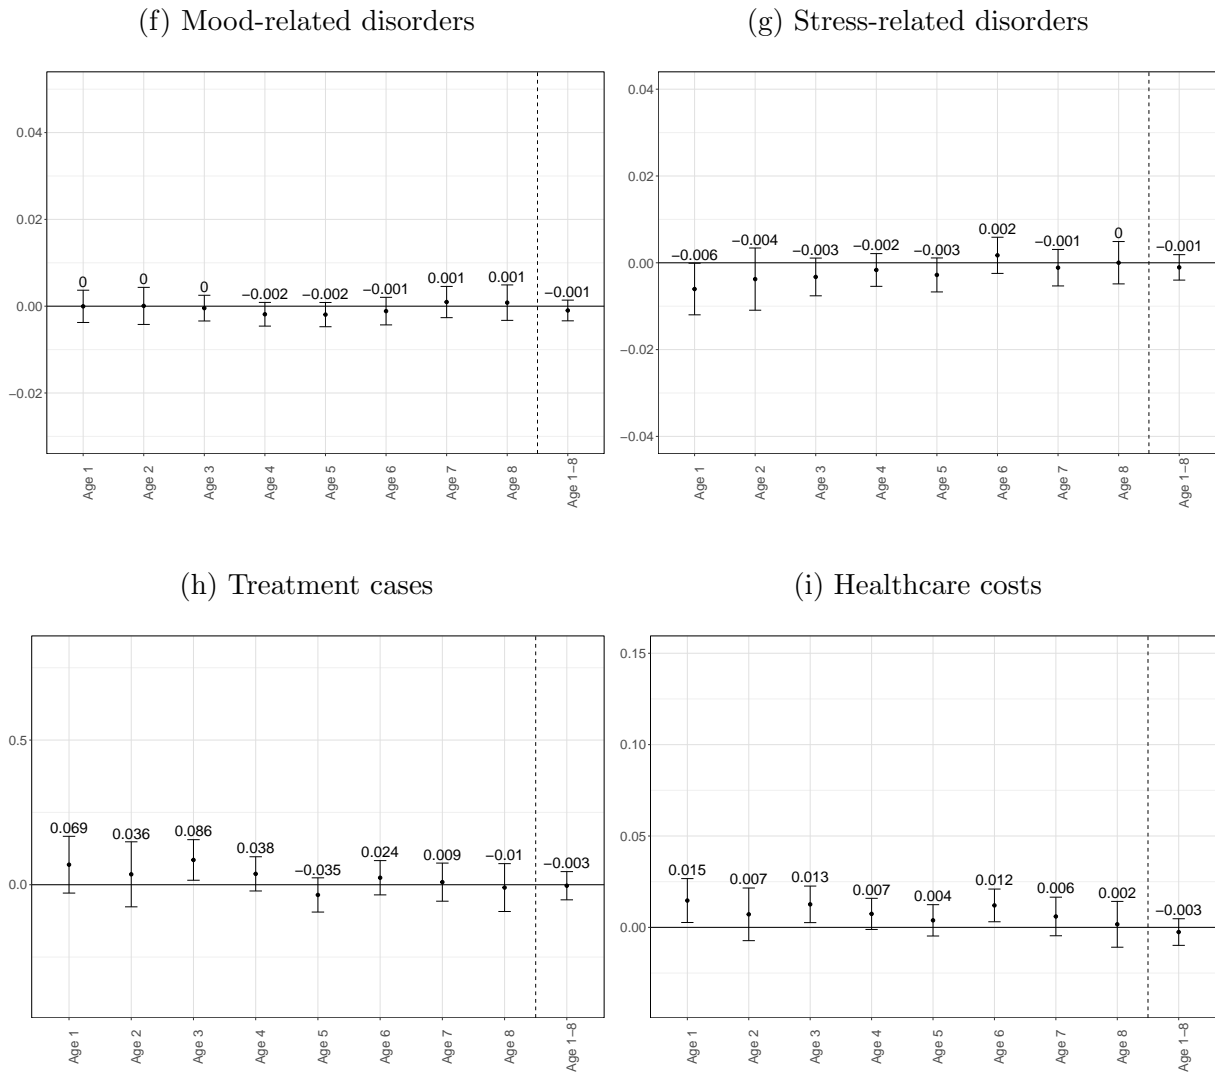 (f) Mood-related disorders
0.04
0.02
0.00
−0.02
0 0 0 −0.002 −0.002 −0.001 0.001 0.001 −0.001
Age 1 Age 2 Age 3 Age 4 Age 5 Age 6 Age 7 Age 8 Age 1−8
(g) Stress-related disorders
0.04
0.02
0.00
−0.02
−0.04
−0.006 −0.004 −0.003 −0.002 −0.003 0.002 −0.001 0 −0.001
Age 1 Age 2 Age 3 Age 4 Age 5 Age 6 Age 7 Age 8 Age 1−8
(h) Treatment cases
0.5
0.0
0.069 0.036 0.086 0.038 −0.035 0.024 0.009 −0.01 −0.003
Age 1 Age 2 Age 3 Age 4 Age 5 Age 6 Age 7 Age 8 Age 1−8
(i) Healthcare costs
0.15
0.10
0.05
0.00
0.015 0.007 0.013 0.007 0.004 0.012 0.006 0.002 −0.003
Age 1 Age 2 Age 3 Age 4 Age 5 Age 6 Age 7 Age 8 Age 1−8